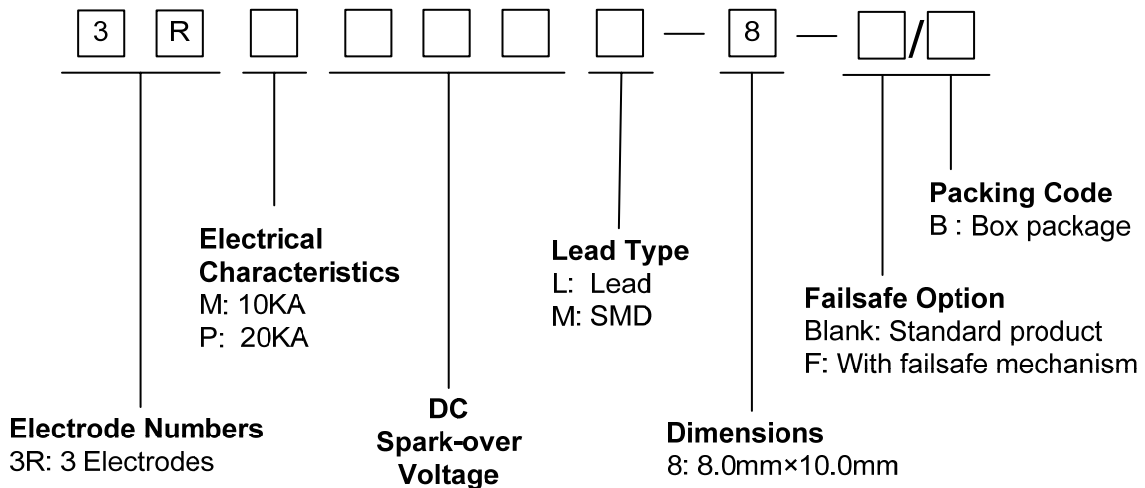 3 R — 8 — /
Packing Code
B : Box package
Electrical
Characteristics
M: 10KA
P: 20KA
Lead Type
L: Lead
M: SMD
Failsafe Option
Blank: Standard product
F: With failsafe mechanism
Electrode Numbers
3R: 3 Electrodes
DC
Spark-over
Voltage
Dimensions
8: 8.0mm×10.0mm